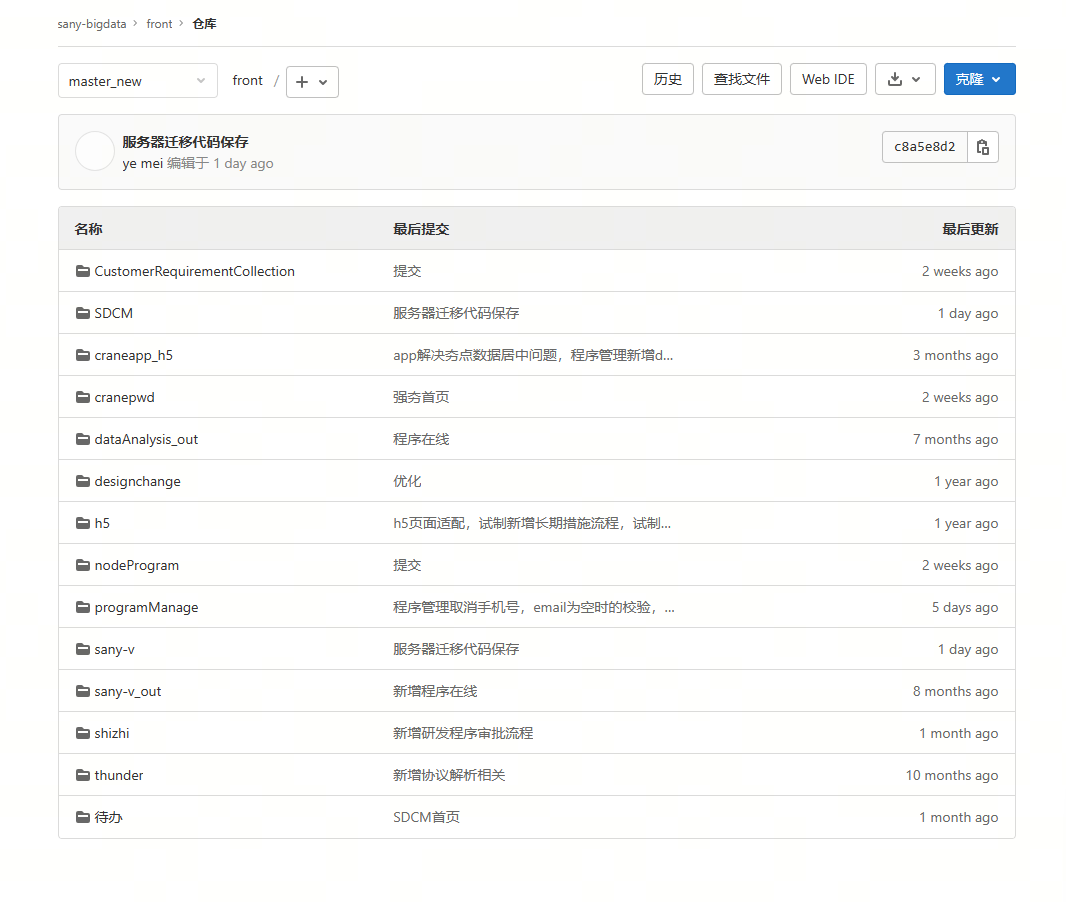 sany-bigdata › front › 仓库
master_new front / +
历史 查找文件 Web IDE 克隆
服务器迁移代码保存
ye mei 编辑于 1 day ago
c8a5e8d2
名称 最后提交 最后更新
CustomerRequirementCollection 提交 2 weeks ago
SDCM 服务器迁移代码保存 1 day ago
craneapp_h5 app解决夯点数据居中问题，程序管理新增d... 3 months ago
cranepwd 强夯首页 2 weeks ago
dataAnalysis_out 程序在线 7 months ago
designchange 优化 1 year ago
h5 h5页面适配，试制新增长期措施流程，试制... 1 year ago
nodeProgram 提交 2 weeks ago
programManage 程序管理取消手机号，email为空时的校验，... 5 days ago
sany-v 服务器迁移代码保存 1 day ago
sany-v_out 新增程序在线 8 months ago
shizhi 新增研发程序审批流程 1 month ago
thunder 新增协议解析相关 10 months ago
待办 SDCM首页 1 month ago